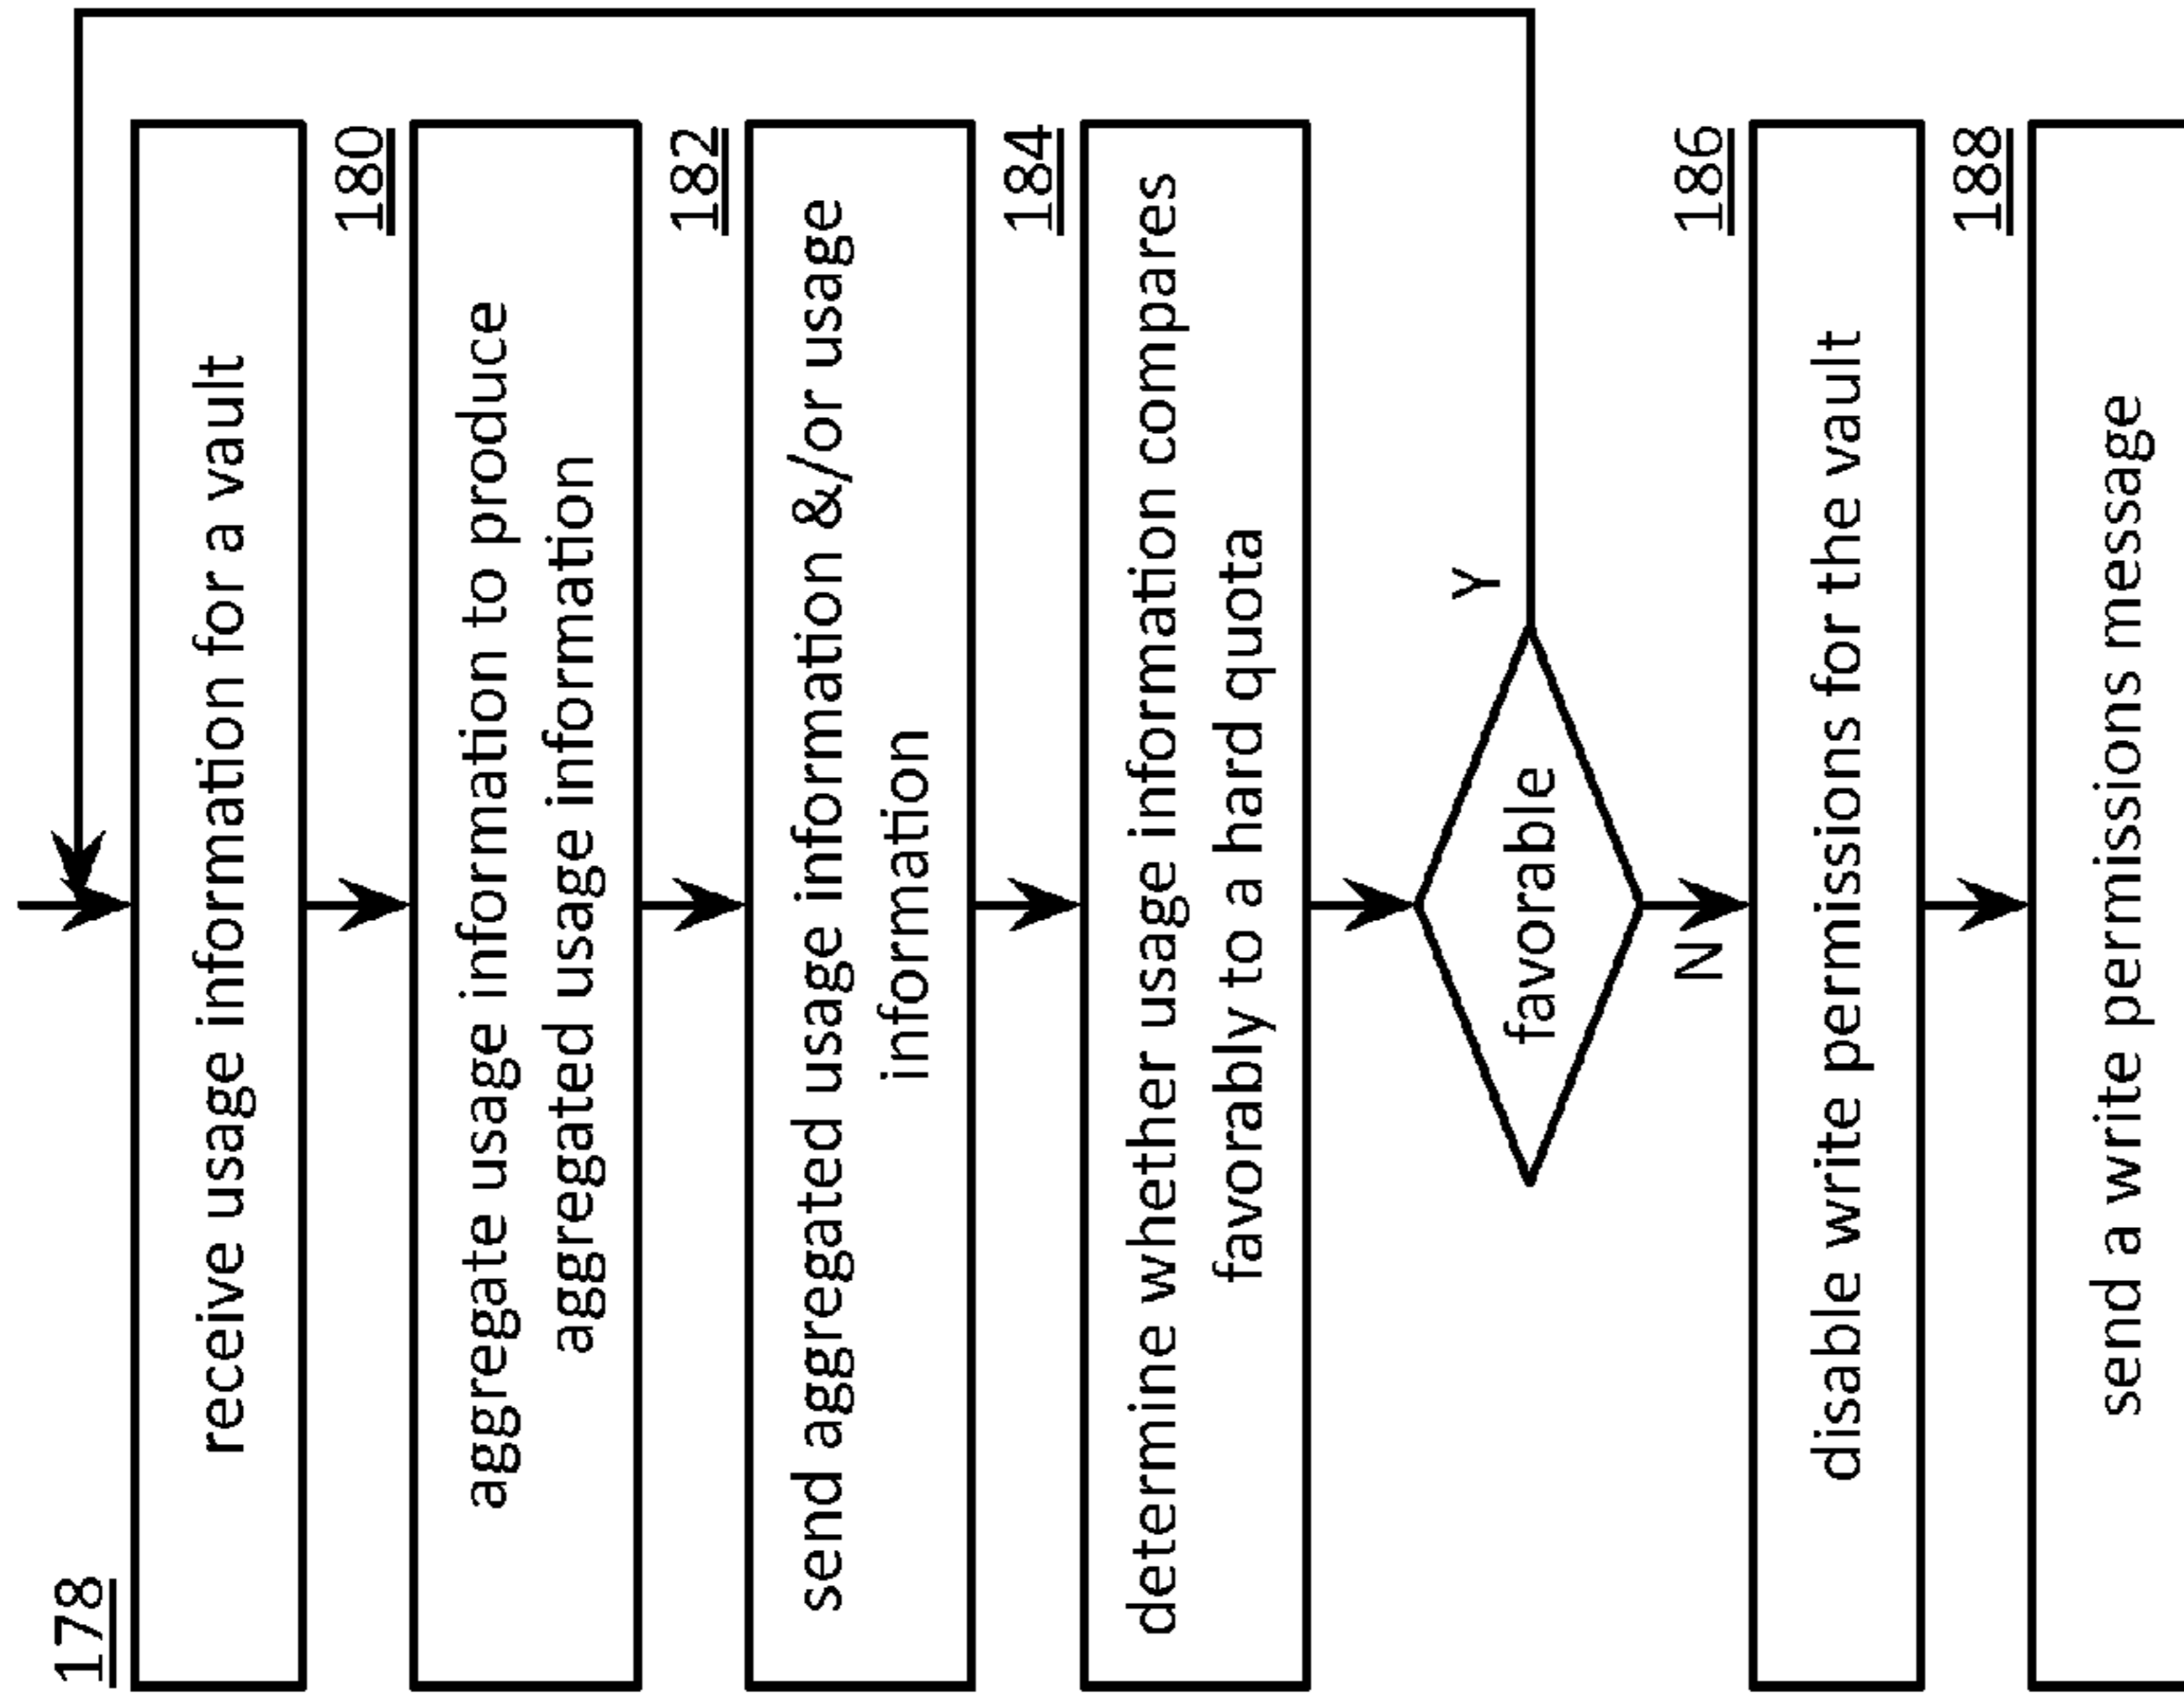 178
receive usage information for a vault
180
aggregate usage information to produce
aggregated usage information
182
send aggregated usage information &/or usage
information
184
determine whether usage information compares
favorably to a hard quota
favorable
Y
N
186
disable write permissions for the vault
188
send a write permissions message